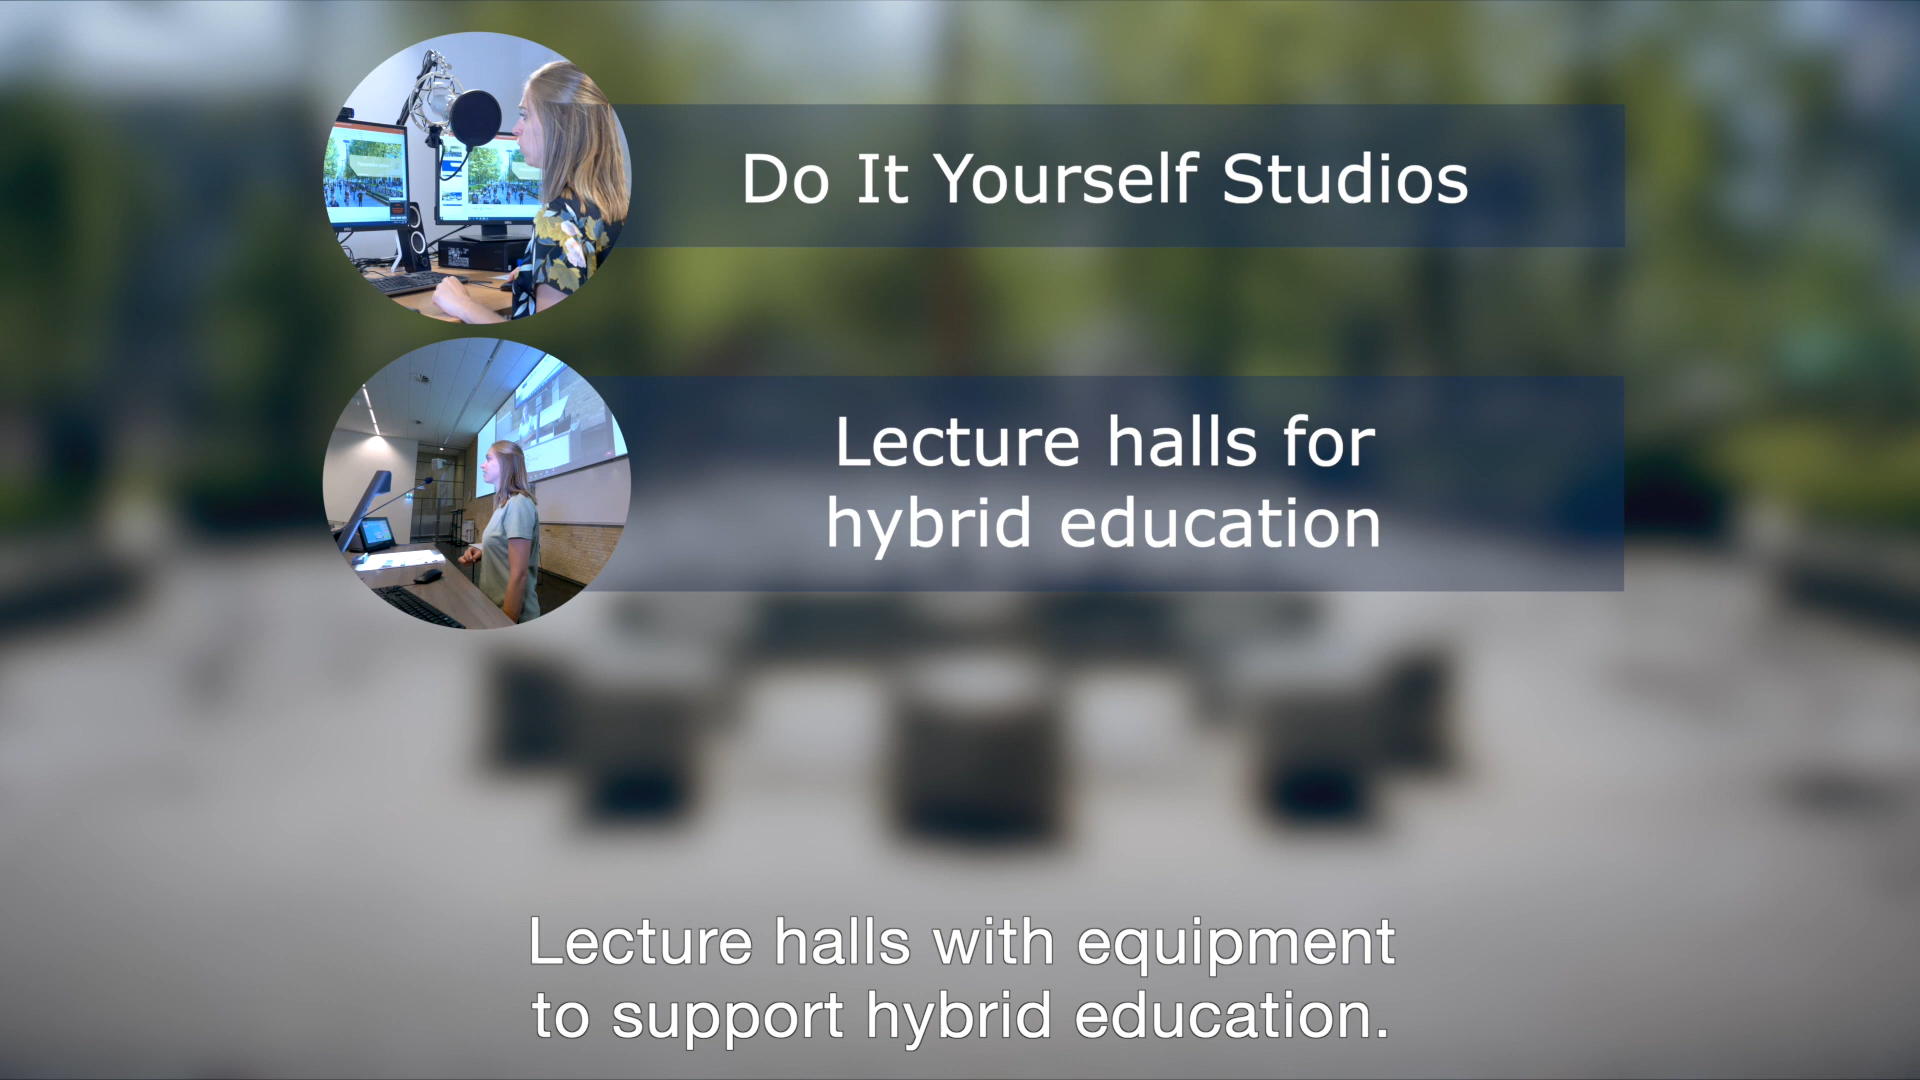 Do It Yourself Studios
Lecture halls for
hybrid education
Lecture halls with equipment
to support hybrid education.